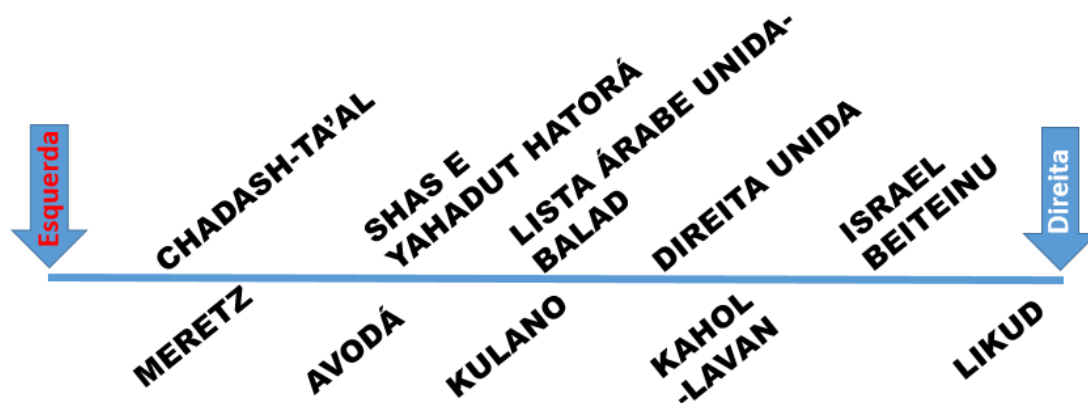 Esquerda
CHADASH-TA'AL
SHAS E
YAHADUT HATORÁ
LISTA ÁRABE UNIDA-
BALAD
DIREITA UNIDA
ISRAEL
BEITEINU
Direita
MERETZ
AVODÁ
KULANO
KAHOL
-LAVAN
LIKUD